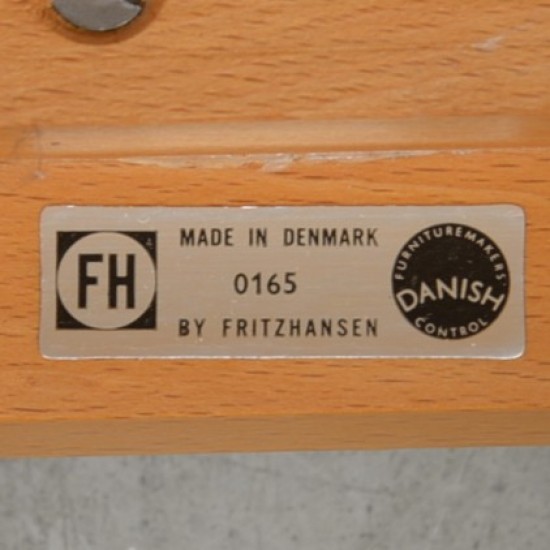 FH
MADE IN DENMARK
0165
BY FRITZHANSEN
FURNITUREMAKERS'
DANISH
CONTROL